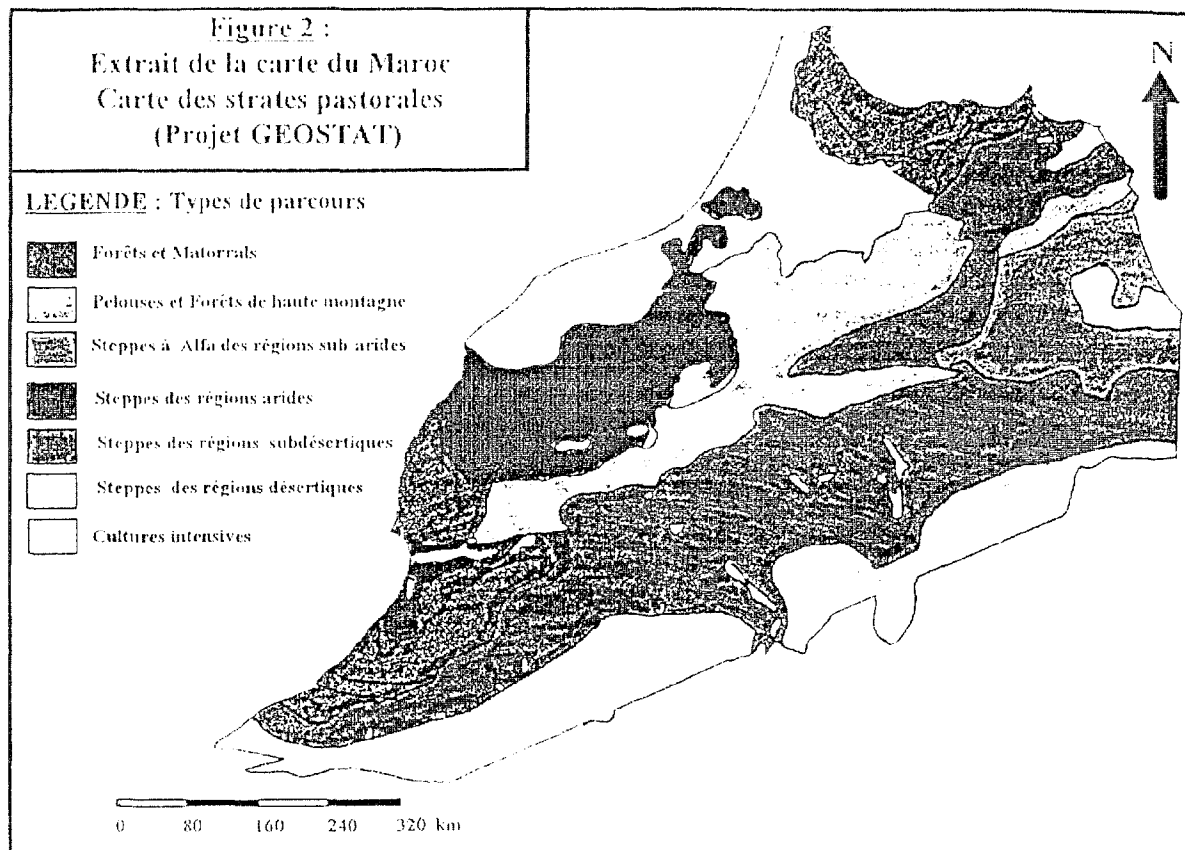 Figure 2 :
Extrait de la carte du Maroc
Carte des strates pastorales
(Projet GEOSTAT)
N
LEGENDE : Types de parcours
Forêts et Matorrals
Pelouses et Forêts de haute montagne
Steppes à Alfa des régions sub arides
Steppes des régions arides
Steppes des régions subdésertiques
Steppes des régions désertiques
Cultures intensives
0 80 160 240 320 km